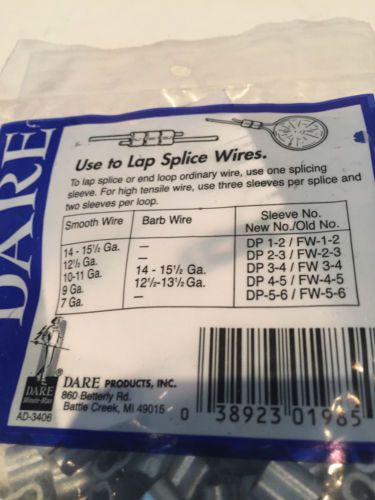 DARE
Use to Lap Splice Wires.
To lap splice or end loop ordinary wire, use one splicing
sleeve. For high tensile wire, use three sleeves per splice and
two sleeves per loop.
Smooth Wire Barb Wire Sleeve No.
New No./Old No.
14 - 15½ Ga. — DP 1-2 / FW-1-2
12½ Ga. — DP 2-3 / FW-2-3
10-11 Ga. 14 - 15½ Ga. DP 3-4 / FW 3-4
9 Ga. 12½-13½ Ga. DP 4-5 / FW-4-5
7 Ga. — DP-5-6 / FW-5-6
DARE
AD-3406
®
DARE PRODUCTS, INC.
860 Betterly Rd.
Battle Creek, MI 49015
0 38923 01985